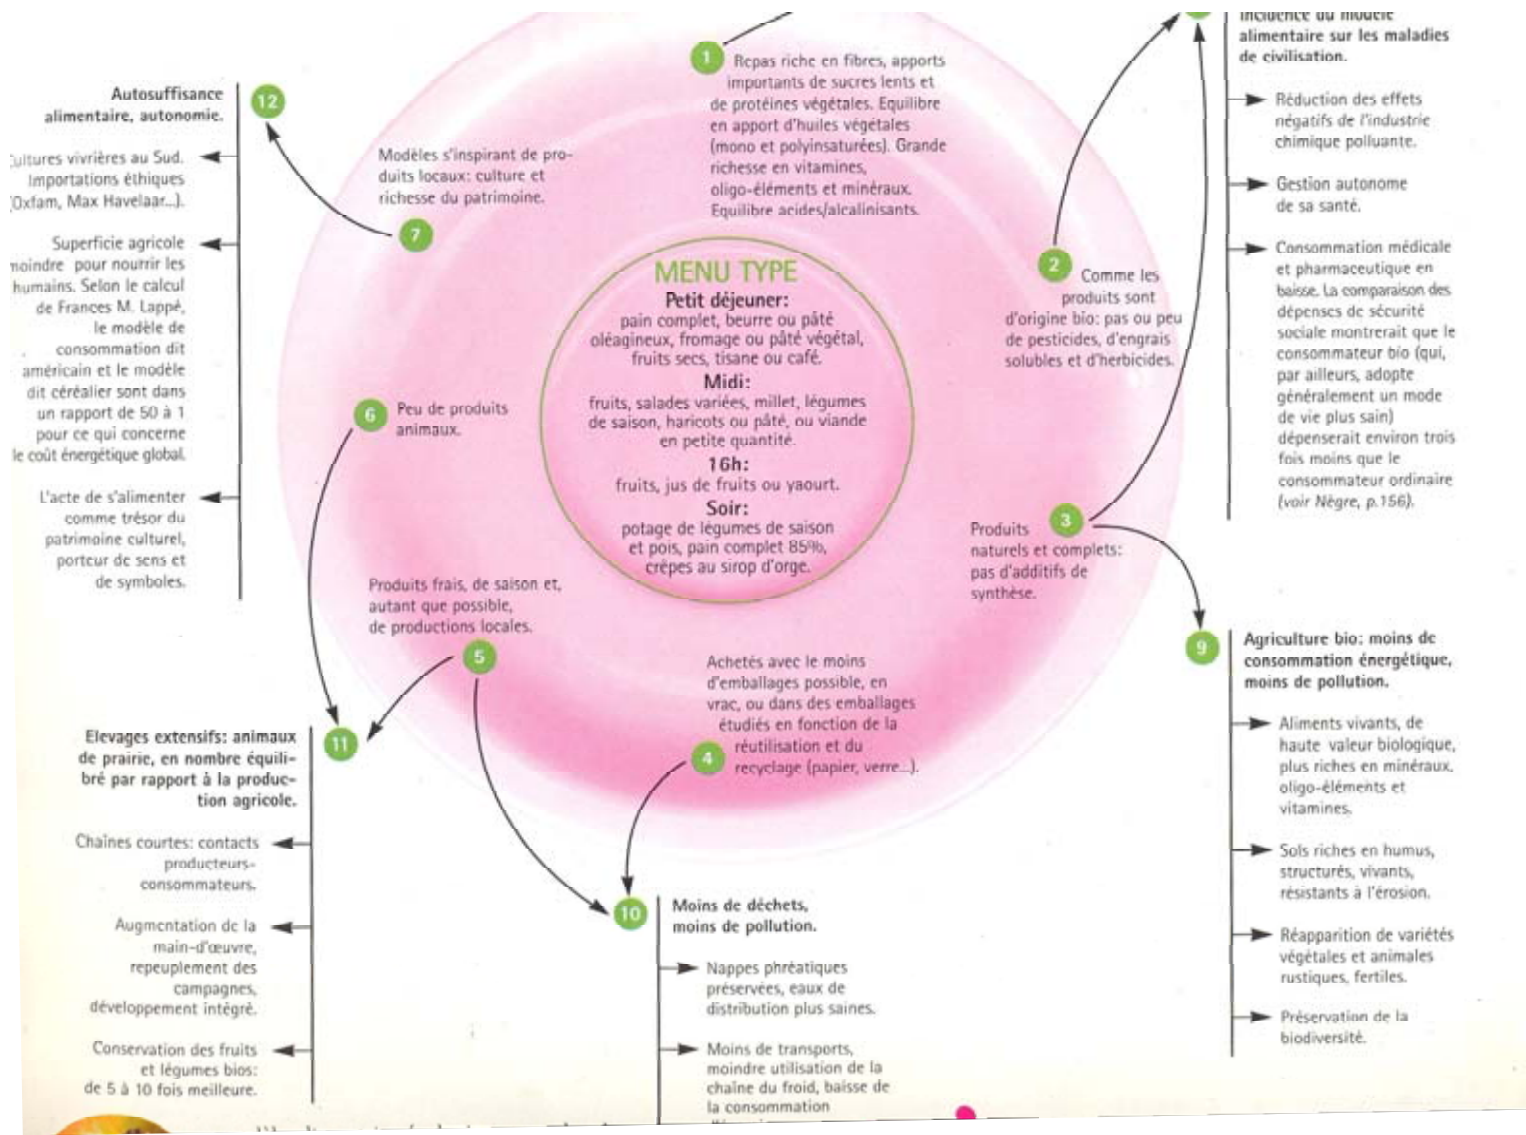 incidence du modèle
alimentaire sur les maladies
de civilisation.
Réduction des effets
négatifs de l'industrie
chimique polluante.
Gestion autonome
de sa santé.
Consommation médicale
et pharmaceutique en
baisse. La comparaison des
dépenses de sécurité
sociale montrerait que le
consommateur bio (qui,
par ailleurs, adopte
généralement un mode
de vie plus sain)
dépenserait environ trois
fois moins que le
consommateur ordinaire
(voir Nègre, p.156).
1
Repas riche en fibres, apports
importants de sucres lents et
de protéines végétales. Equilibre
en apport d'huiles végétales
(mono et polyinsaturées). Grande
richesse en vitamines,
oligo-éléments et minéraux.
Equilibre acides/alcalinisants.
12
Autosuffisance
alimentaire, autonomie.
Cultures vivrières au Sud.
Importations éthiques
(Oxfam, Max Havelaar...).
Superficie agricole
moindre pour nourrir les
humains. Selon le calcul
de Frances M. Lappé,
le modèle de
consommation dit
américain et le modèle
dit céréalier sont dans
un rapport de 50 à 1
pour ce qui concerne
le coût énergétique global.
L'acte de s'alimenter
comme trésor du
patrimoine culturel,
porteur de sens et
de symboles.
Modèles s'inspirant de pro-
duits locaux: culture et
richesse du patrimoine.
7
MENU TYPE
Petit déjeuner:
pain complet, beurre ou pâté
oléagineux, fromage ou pâté végétal,
fruits secs, tisane ou café.
Midi:
fruits, salades variées, millet, légumes
de saison, haricots ou pâté, ou viande
en petite quantité.
16h:
fruits, jus de fruits ou yaourt.
Soir:
potage de légumes de saison
et pois, pain complet 85%,
crêpes au sirop d'orge.
2
Comme les
produits sont
d'origine bio: pas ou peu
de pesticides, d'engrais
solubles et d'herbicides.
6
Peu de produits
animaux.
3
Produits
naturels et complets:
pas d'additifs de
synthèse.
Produits frais, de saison et,
autant que possible,
de productions locales.
5
Achetés avec le moins
d'emballages possible, en
vrac, ou dans des emballages
étudiés en fonction de la
réutilisation et du
recyclage (papier, verre...).
4
9
Agriculture bio: moins de
consommation énergétique,
moins de pollution.
Aliments vivants, de
haute valeur biologique,
plus riches en minéraux.
oligo-éléments et
vitamines.
Sols riches en humus,
structurés, vivants,
résistants à l'érosion.
Réapparition de variétés
végétales et animales
rustiques, fertiles.
Préservation de la
biodiversité.
11
Elevages extensifs: animaux
de prairie, en nombre équili-
bré par rapport à la produc-
tion agricole.
Chaînes courtes: contacts
producteurs-
consommateurs.
Augmentation de la
main-d'œuvre,
repeuplement des
campagnes,
développement intégré.
Conservation des fruits
et légumes bios:
de 5 à 10 fois meilleure.
10
Moins de déchets,
moins de pollution.
Nappes phréatiques
préservées, eaux de
distribution plus saines.
Moins de transports,
moindre utilisation de la
chaîne du froid, baisse de
la consommation